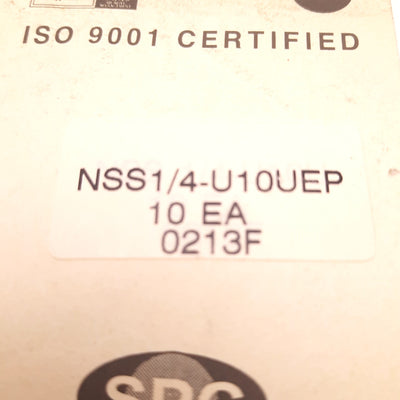 ISO 9001 CERTIFIED
NSS1/4-U10UEP
10 EA
0213F